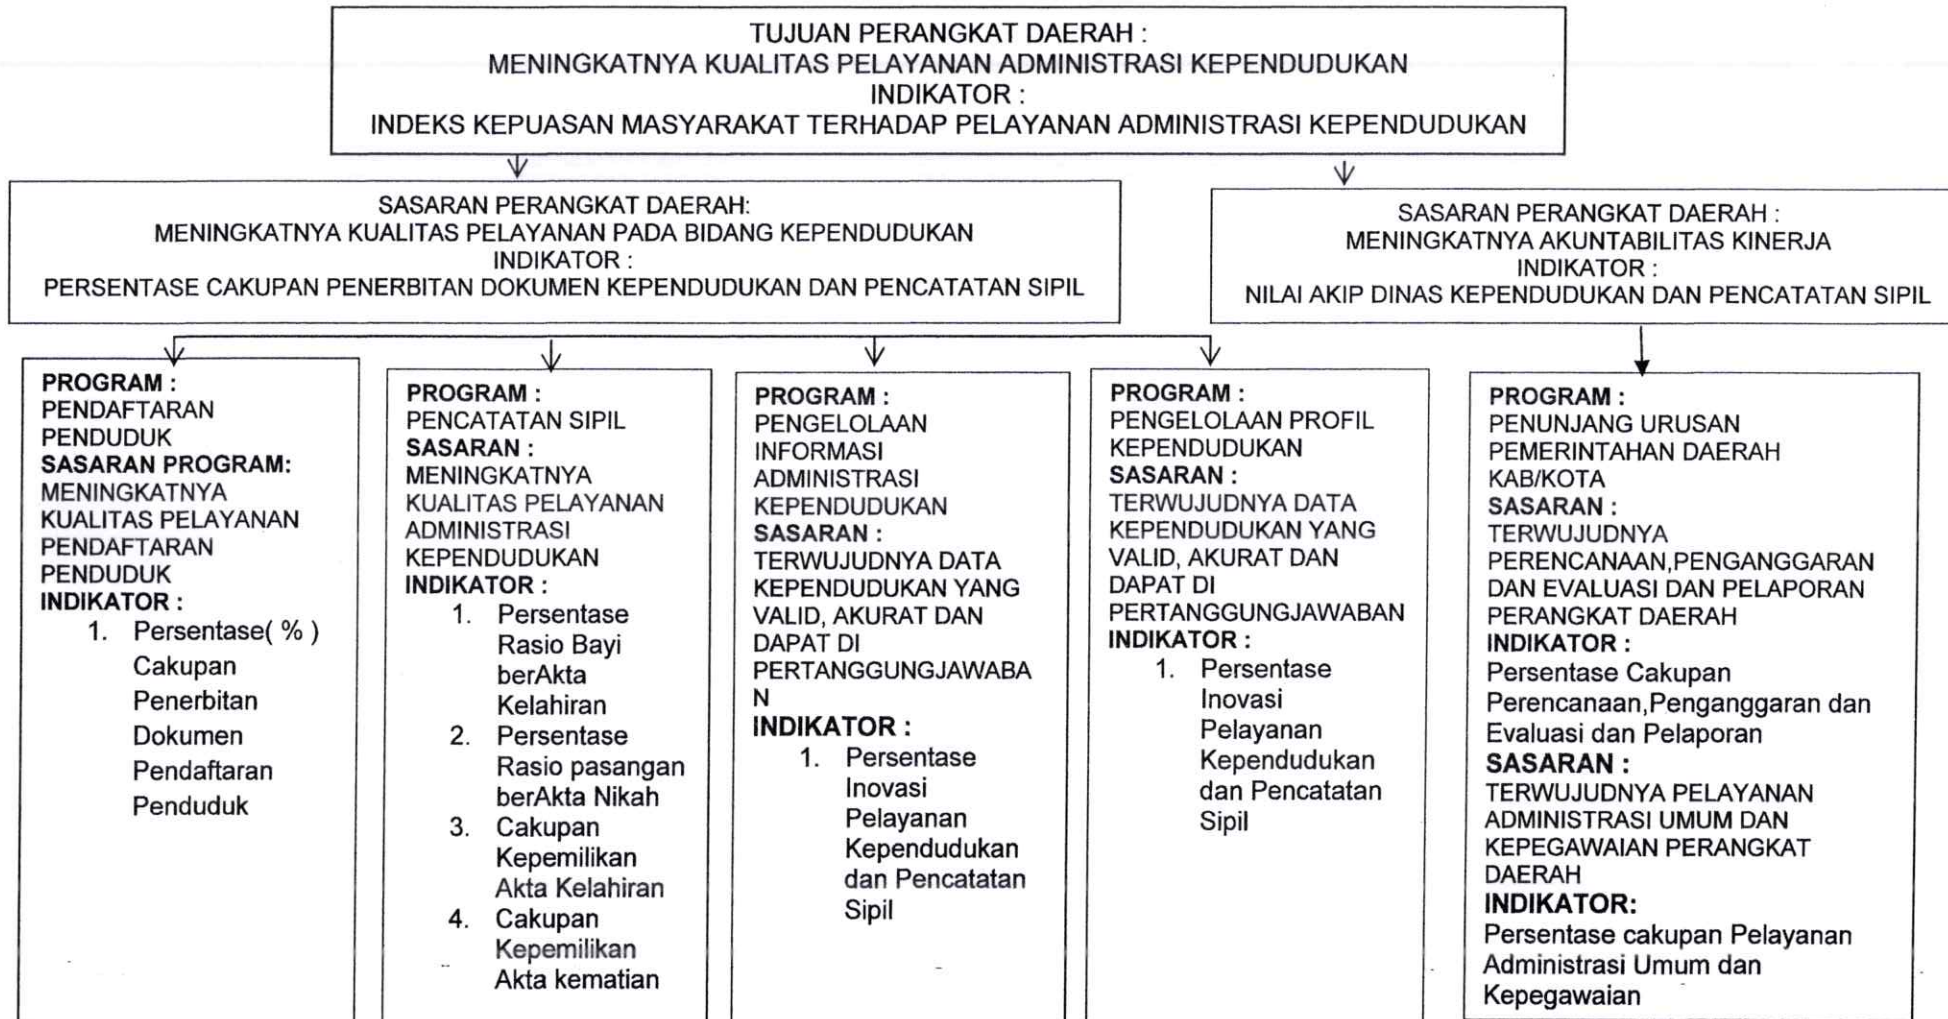 TUJUAN PERANGKAT DAERAH :
MENINGKATNYA KUALITAS PELAYANAN ADMINISTRASI KEPENDUDUKAN
INDIKATOR :
INDEKS KEPUASAN MASYARAKAT TERHADAP PELAYANAN ADMINISTRASI KEPENDUDUKAN
SASARAN PERANGKAT DAERAH:
MENINGKATNYA KUALITAS PELAYANAN PADA BIDANG KEPENDUDUKAN
INDIKATOR :
PERSENTASE CAKUPAN PENERBITAN DOKUMEN KEPENDUDUKAN DAN PENCATATAN SIPIL
SASARAN PERANGKAT DAERAH :
MENINGKATNYA AKUNTABILITAS KINERJA
INDIKATOR :
NILAI AKIP DINAS KEPENDUDUKAN DAN PENCATATAN SIPIL
PROGRAM :
PENDAFTARAN
PENDUDUK
SASARAN PROGRAM:
MENINGKATNYA
KUALITAS PELAYANAN
PENDAFTARAN
PENDUDUK
INDIKATOR :
1. Persentase( % )
Cakupan
Penerbitan
Dokumen
Pendaftaran
Penduduk
PROGRAM :
PENCATATAN SIPIL
SASARAN :
MENINGKATNYA
KUALITAS PELAYANAN
ADMINISTRASI
KEPENDUDUKAN
INDIKATOR :
1. Persentase
Rasio Bayi
berAkta
Kelahiran
2. Persentase
Rasio pasangan
berAkta Nikah
3. Cakupan
Kepemilikan
Akta Kelahiran
4. Cakupan
Kepemilikan
Akta kematian
PROGRAM :
PENGELOLAAN
INFORMASI
ADMINISTRASI
KEPENDUDUKAN
SASARAN :
TERWUJUDNYA DATA
KEPENDUDUKAN YANG
VALID, AKURAT DAN
DAPAT DI
PERTANGGUNGJAWABA
N
INDIKATOR :
1. Persentase
Inovasi
Pelayanan
Kependudukan
dan Pencatatan
Sipil
PROGRAM :
PENGELOLAAN PROFIL
KEPENDUDUKAN
SASARAN :
TERWUJUDNYA DATA
KEPENDUDUKAN YANG
VALID, AKURAT DAN
DAPAT DI
PERTANGGUNGJAWABAN
INDIKATOR :
1. Persentase
Inovasi
Pelayanan
Kependudukan
dan Pencatatan
Sipil
PROGRAM :
PENUNJANG URUSAN
PEMERINTAHAN DAERAH
KAB/KOTA
SASARAN :
TERWUJUDNYA
PERENCANAAN,PENGANGGARAN
DAN EVALUASI DAN PELAPORAN
PERANGKAT DAERAH
INDIKATOR :
Persentase Cakupan
Perencanaan,Penganggaran dan
Evaluasi dan Pelaporan
SASARAN :
TERWUJUDNYA PELAYANAN
ADMINISTRASI UMUM DAN
KEPEGAWAIAN PERANGKAT
DAERAH
INDIKATOR:
Persentase cakupan Pelayanan
Administrasi Umum dan
Kepegawaian